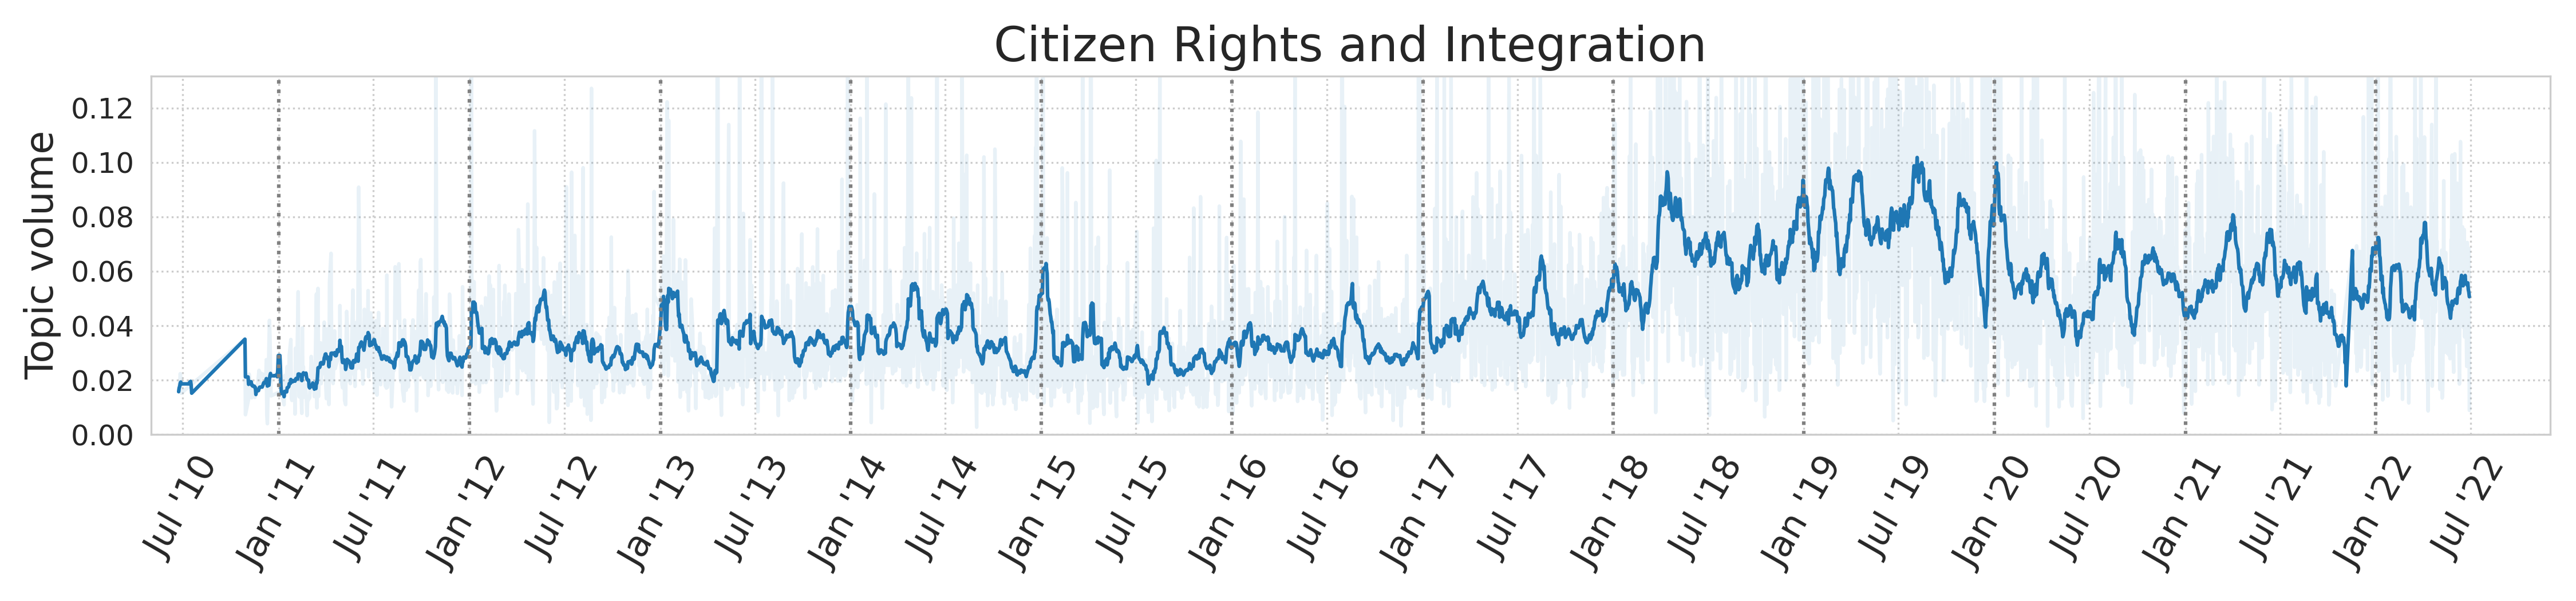 Citizen Rights and Integration
Topic volume
0.12
0.10
0.08
0.06
0.04
0.02
0.00
Jul '10
Jan '11
Jul '11
Jan '12
Jul '12
Jan '13
Jul '13
Jan '14
Jul '14
Jan '15
Jul '15
Jan '16
Jul '16
Jan '17
Jul '17
Jan '18
Jul '18
Jan '19
Jul '19
Jan '20
Jul '20
Jan '21
Jul '21
Jan '22
Jul '22